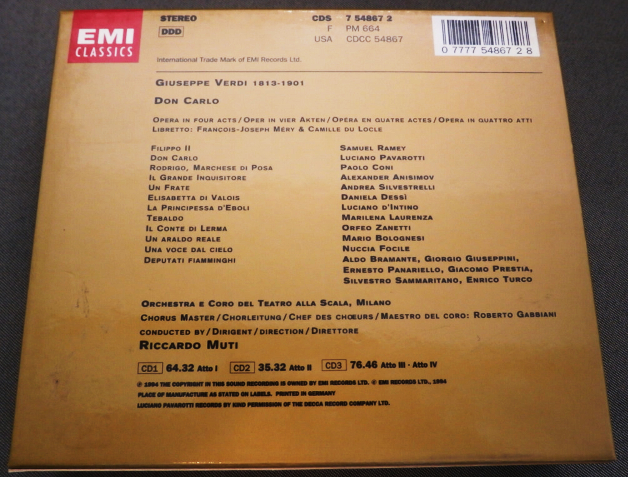 EMI
CLASSICS
STEREO
DDD
CDS 7 54867 2
F PM 664
USA CDCC 54867
0 7777 54867 2 8
International Trade Mark of EMI Records Ltd.
GIUSEPPE VERDI 1813-1901
DON CARLO
OPERA IN FOUR ACTS/OPER IN VIER AKTEN/OPÉRA EN QUATRE ACTES/OPERA IN QUATTRO ATTI
LIBRETTO: FRANÇOIS-JOSEPH MÉRY & CAMILLE DU LOCLE
FILIPPO II SAMUEL RAMEY
DON CARLO LUCIANO PAVAROTTI
RODRIGO, MARCHESE DI POSA PAOLO CONI
IL GRANDE INQUISITORE ALEXANDER ANISIMOV
UN FRATE ANDREA SILVESTRELLI
ELISABETTA DI VALOIS DANIELA DESSÌ
LA PRINCIPESSA D'EBOLI LUCIANO D'INTINO
TEBALDO MARILENA LAURENZA
IL CONTE DI LERMA ORFEO ZANETTI
UN ARALDO REALE MARIO BOLOGNESI
UNA VOCE DAL CIELO NUCCIA FOCILE
DEPUTATI FIAMMINGHI ALDO BRAMANTE, GIORGIO GIUSEPPINI,
ERNESTO PANARIELLO, GIACOMO PRESTIA,
SILVESTRO SAMMARITANO, ENRICO TURCO
ORCHESTRA E CORO DEL TEATRO ALLA SCALA, MILANO
CHORUS MASTER/CHORLEITUNG/CHEF DES CHŒURS/MAESTRO DEL CORO: ROBERTO GABBIANI
CONDUCTED BY/DIRIGENT/DIRECTION/DIRETTORE
RICCARDO MUTI
CD1 64.32 Atto I CD2 35.32 Atto II CD3 76.46 Atto III · Atto IV
℗ 1994 THE COPYRIGHT IN THIS SOUND RECORDING IS OWNED BY EMI RECORDS LTD. © EMI RECORDS LTD., 1994
PLACE OF MANUFACTURE AS STATED ON LABELS. PRINTED IN GERMANY
LUCIANO PAVAROTTI RECORDS BY KIND PERMISSION OF THE DECCA RECORD COMPANY LTD.